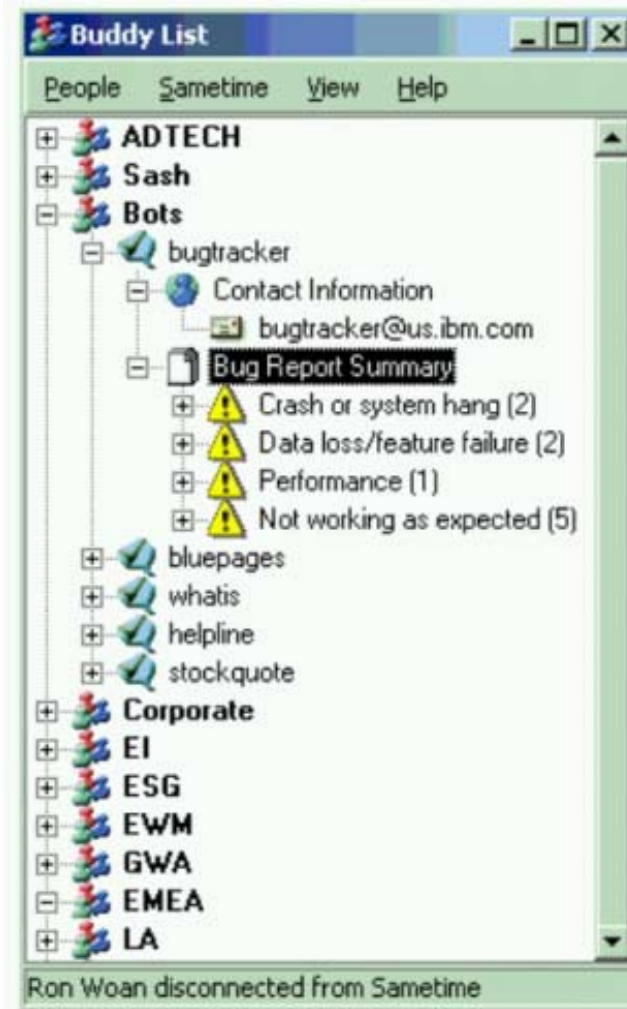 Buddy List
People Sametime View Help
ADTECH
Sash
Bots
bugtracker
Contact Information
bugtracker@us.ibm.com
Bug Report Summary
Crash or system hang (2)
Data loss/feature failure (2)
Performance (1)
Not working as expected (5)
bluepages
whatis
helpline
stockquote
Corporate
EI
ESG
EWM
GWA
EMEA
LA
Ron Woan disconnected from Sametime